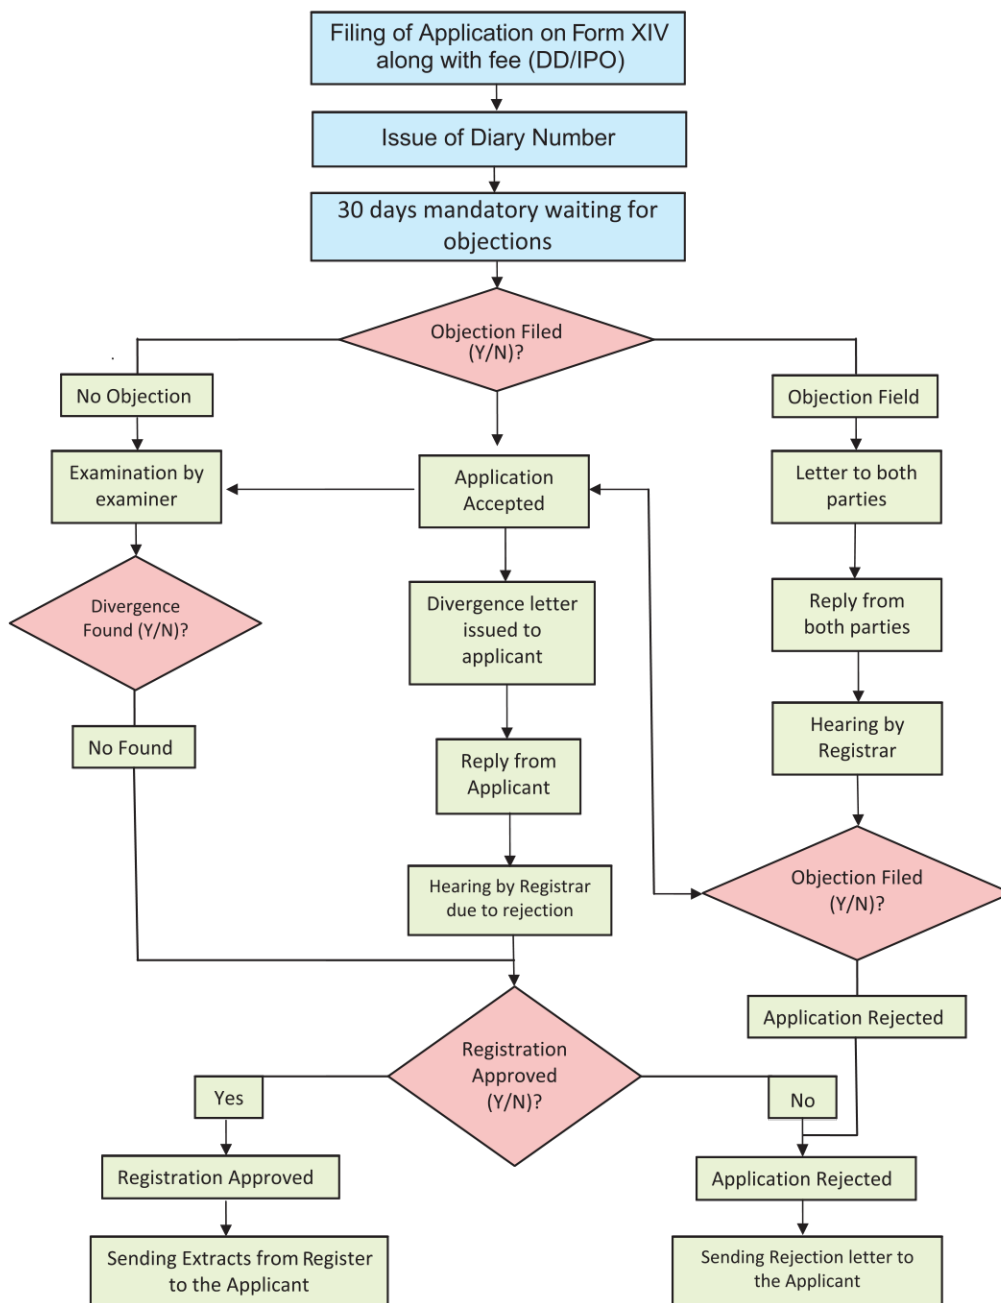 Filing of Application on Form XIV
along with fee (DD/IPO)
Issue of Diary Number
30 days mandatory waiting for
objections
Objection Filed
(Y/N)?
No Objection
Objection Field
Examination by
examiner
Application
Accepted
Letter to both
parties
Divergence
Found (Y/N)?
Divergence letter
issued to
applicant
Reply from
both parties
No Found
Reply from
Applicant
Hearing by
Registrar
Hearing by Registrar
due to rejection
Objection Filed
(Y/N)?
Application Rejected
Registration
Approved
(Y/N)?
Yes
No
Registration Approved
Application Rejected
Sending Extracts from Register
to the Applicant
Sending Rejection letter to
the Applicant